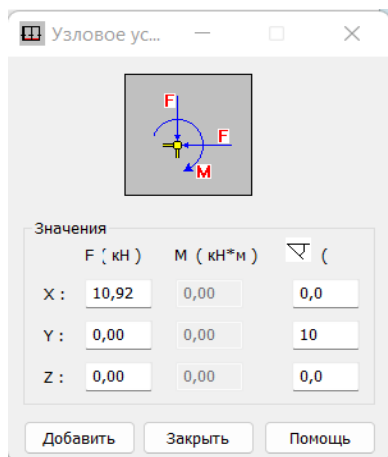 Узловое ус...
F
F
M
Значения
F ( кН ) M ( кН*м ) (
X : 10,92 0,00 0,0
Y : 0,00 0,00 10
Z : 0,00 0,00 0,0
Добавить Закрыть Помощь